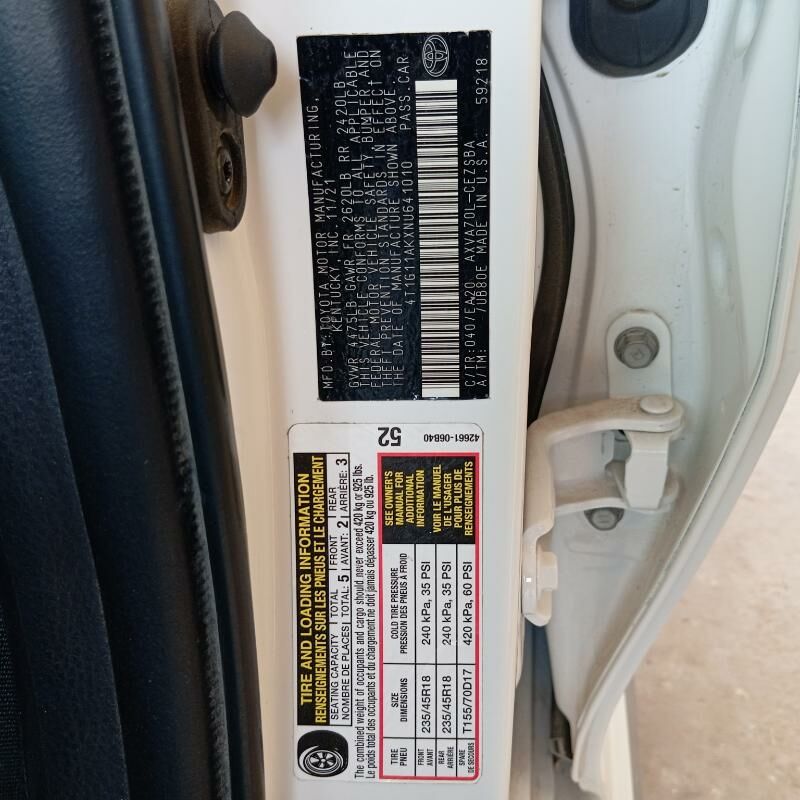 MFD.BY:TOYOTA MOTOR MANUFACTURING,
KENTUCKY, INC. 11/21
GVWR 4475LB GAWR FR 2620LB RR 2420LB
THIS VEHICLE CONFORMS TO ALL APPLICABLE
FEDERAL MOTOR VEHICLE SAFETY, BUMPER, AND
THEFT PREVENTION STANDARDS IN EFFECT ON
THE DATE OF MANUFACTURE SHOWN ABOVE.
4T1G11AKXNU641010 PASS.CAR
C/TR:040/EA20 AXVA70L-CEZSBA
A/TM: /UB80E MADE IN U.S.A. 59218
TIRE AND LOADING INFORMATION
RENSEIGNEMENTS SUR LES PNEUS ET LE CHARGEMENT
SEATING CAPACITY TOTAL FRONT REAR
NOMBRE DE PLACES TOTAL: 5 AVANT: 2 ARRIÈRE: 3
The combined weight of occupants and cargo should never exceed 420 kg or 925 lbs.
Le poids total des occupants et du chargement ne doit jamais dépasser 420 kg ou 925 lb.
TIRE PNEU SIZE DIMENSIONS COLD TIRE PRESSURE PRESSION DES PNEUS À FROID
FRONT AVANT 235/45R18 240 kPa, 35 PSI
REAR ARRIÈRE 235/45R18 240 kPa, 35 PSI
SPARE DE SECOURS T155/70D17 420 kPa, 60 PSI
SEE OWNER'S
MANUAL FOR
ADDITIONAL
INFORMATION
VOIR LE MANUEL
DE L'USAGER
POUR PLUS DE
RENSEIGNEMENTS
52
42661-06B40